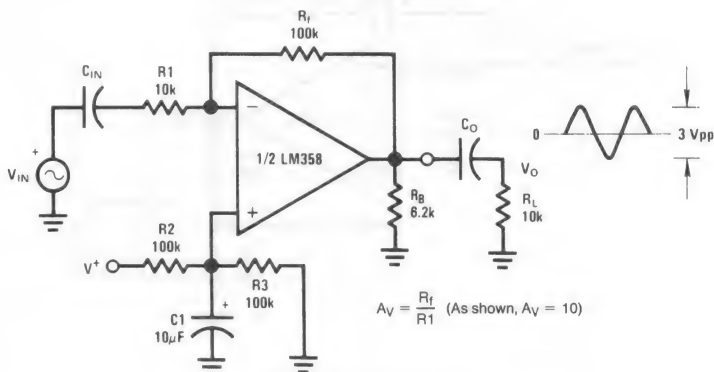 Rf
100k
CIN
R1
10k
−
1/2 LM358
+
CO
0
3 Vpp
+
VIN
VO
RB
6.2k
RL
10k
R2
100k
V+
R3
100k
C1
10µF
+
AV = Rf/R1 (As shown, AV = 10)